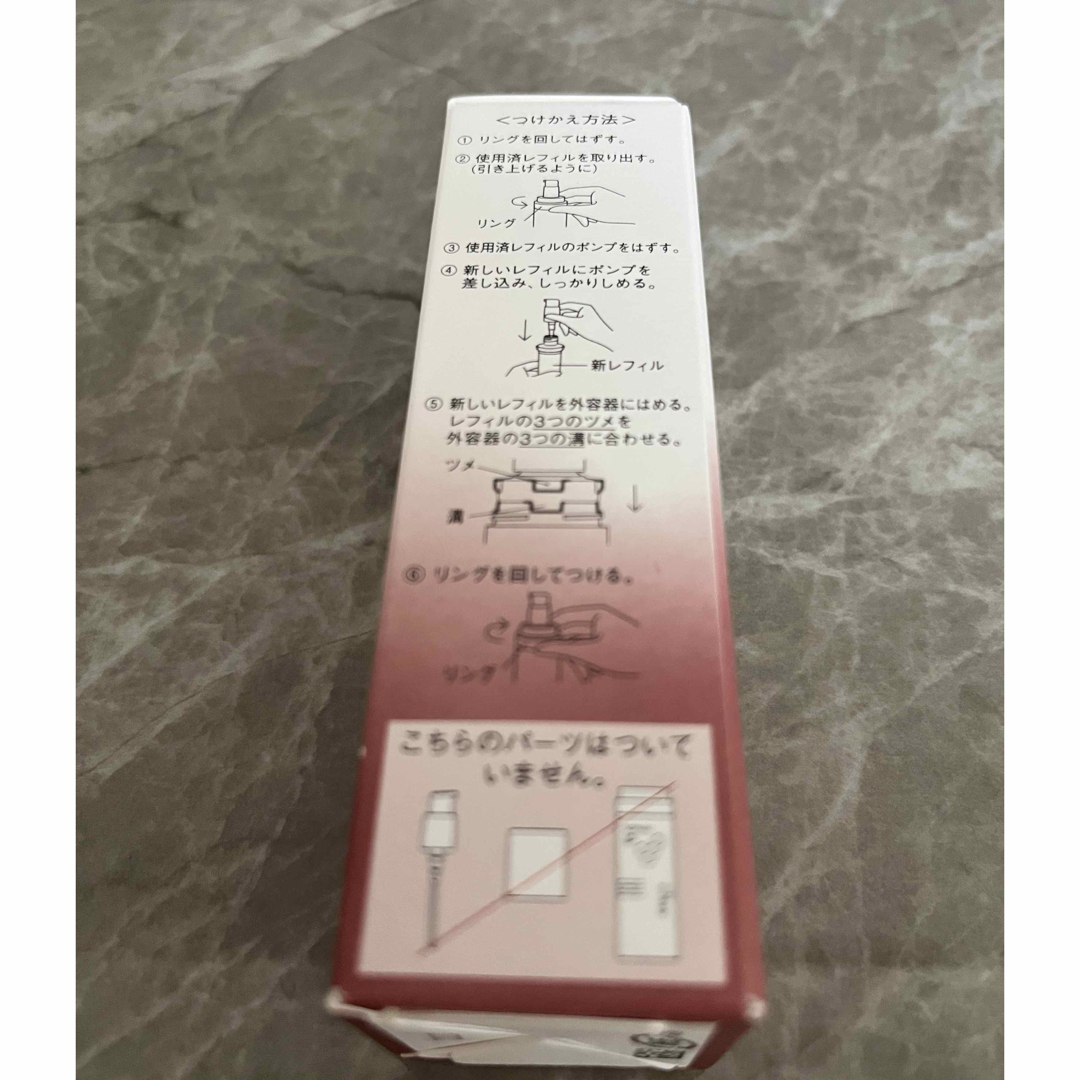 ＜つけかえ方法＞
① リングを回してはずす。
② 使用済レフィルを取り出す。
(引き上げるように)
リング
③ 使用済レフィルのポンプをはずす。
④ 新しいレフィルにポンプを
差し込み、しっかりしめる。
新レフィル
⑤ 新しいレフィルを外容器にはめる。
レフィルの3つのツメを
外容器の3つの溝に合わせる。
ツメ
溝
⑥ リングを回してつける。
リング
こちらのパーツはついて
いません。